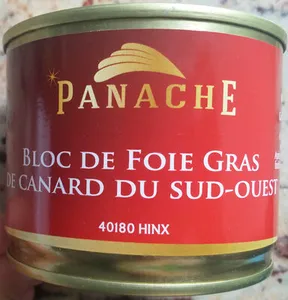 PANACHE
BLOC DE FOIE GRAS
DE CANARD DU SUD-OUEST
40180 HINX